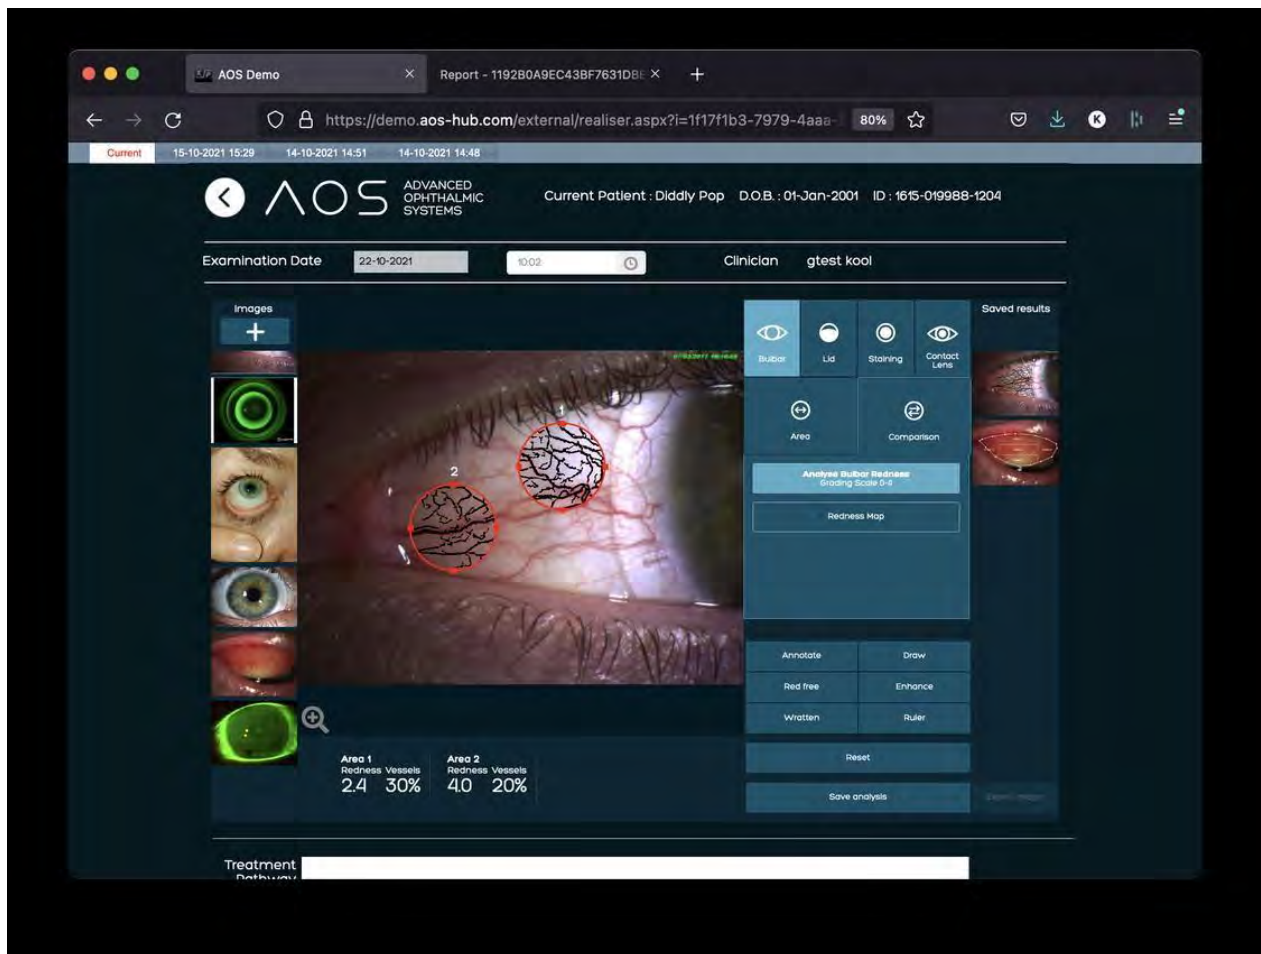 AOS Demo
Report - 1192B0A9EC43BF7631DBE
https://demo.aos-hub.com/external/realiser.aspx?i=1f17f1b3-7979-4aaa-
80%
K
Current 15-10-2021 15:29 14-10-2021 14:51 14-10-2021 14:48
AOS
ADVANCED
OPHTHALMIC
SYSTEMS
Current Patient : Diddly Pop D.O.B. : 01-Jan-2001 ID : 1615-019988-1204
Examination Date 22-10-2021 10:02 Clinician gtest kool
Images
Saved results
Bulbar
Lid
Staining
Contact
Lens
Area
Comparison
2
Analyse Bulbar Redness
Grading Scale 0-4
Redness Map
Annotate
Draw
Red free
Enhance
Wratten
Ruler
Reset
Save analysis
Area 1
Redness Vessels
2.4 30%
Area 2
Redness Vessels
4.0 20%
Treatment
Pathway